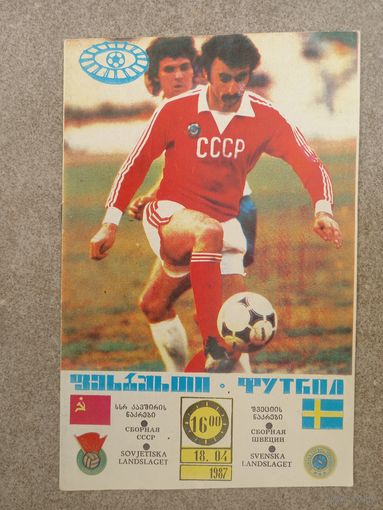 СССР
ФЕХБУРТИ · ФУТБОЛ
სსრ კავშირის
ნაკრები
СБОРНАЯ
СССР
SOVJETISKA
LANDSLAGET
16 00
18. 04
1987
შვეციის
ნაკრები
СБОРНАЯ
ШВЕЦИИ
SVENSKA
LANDSLAGET